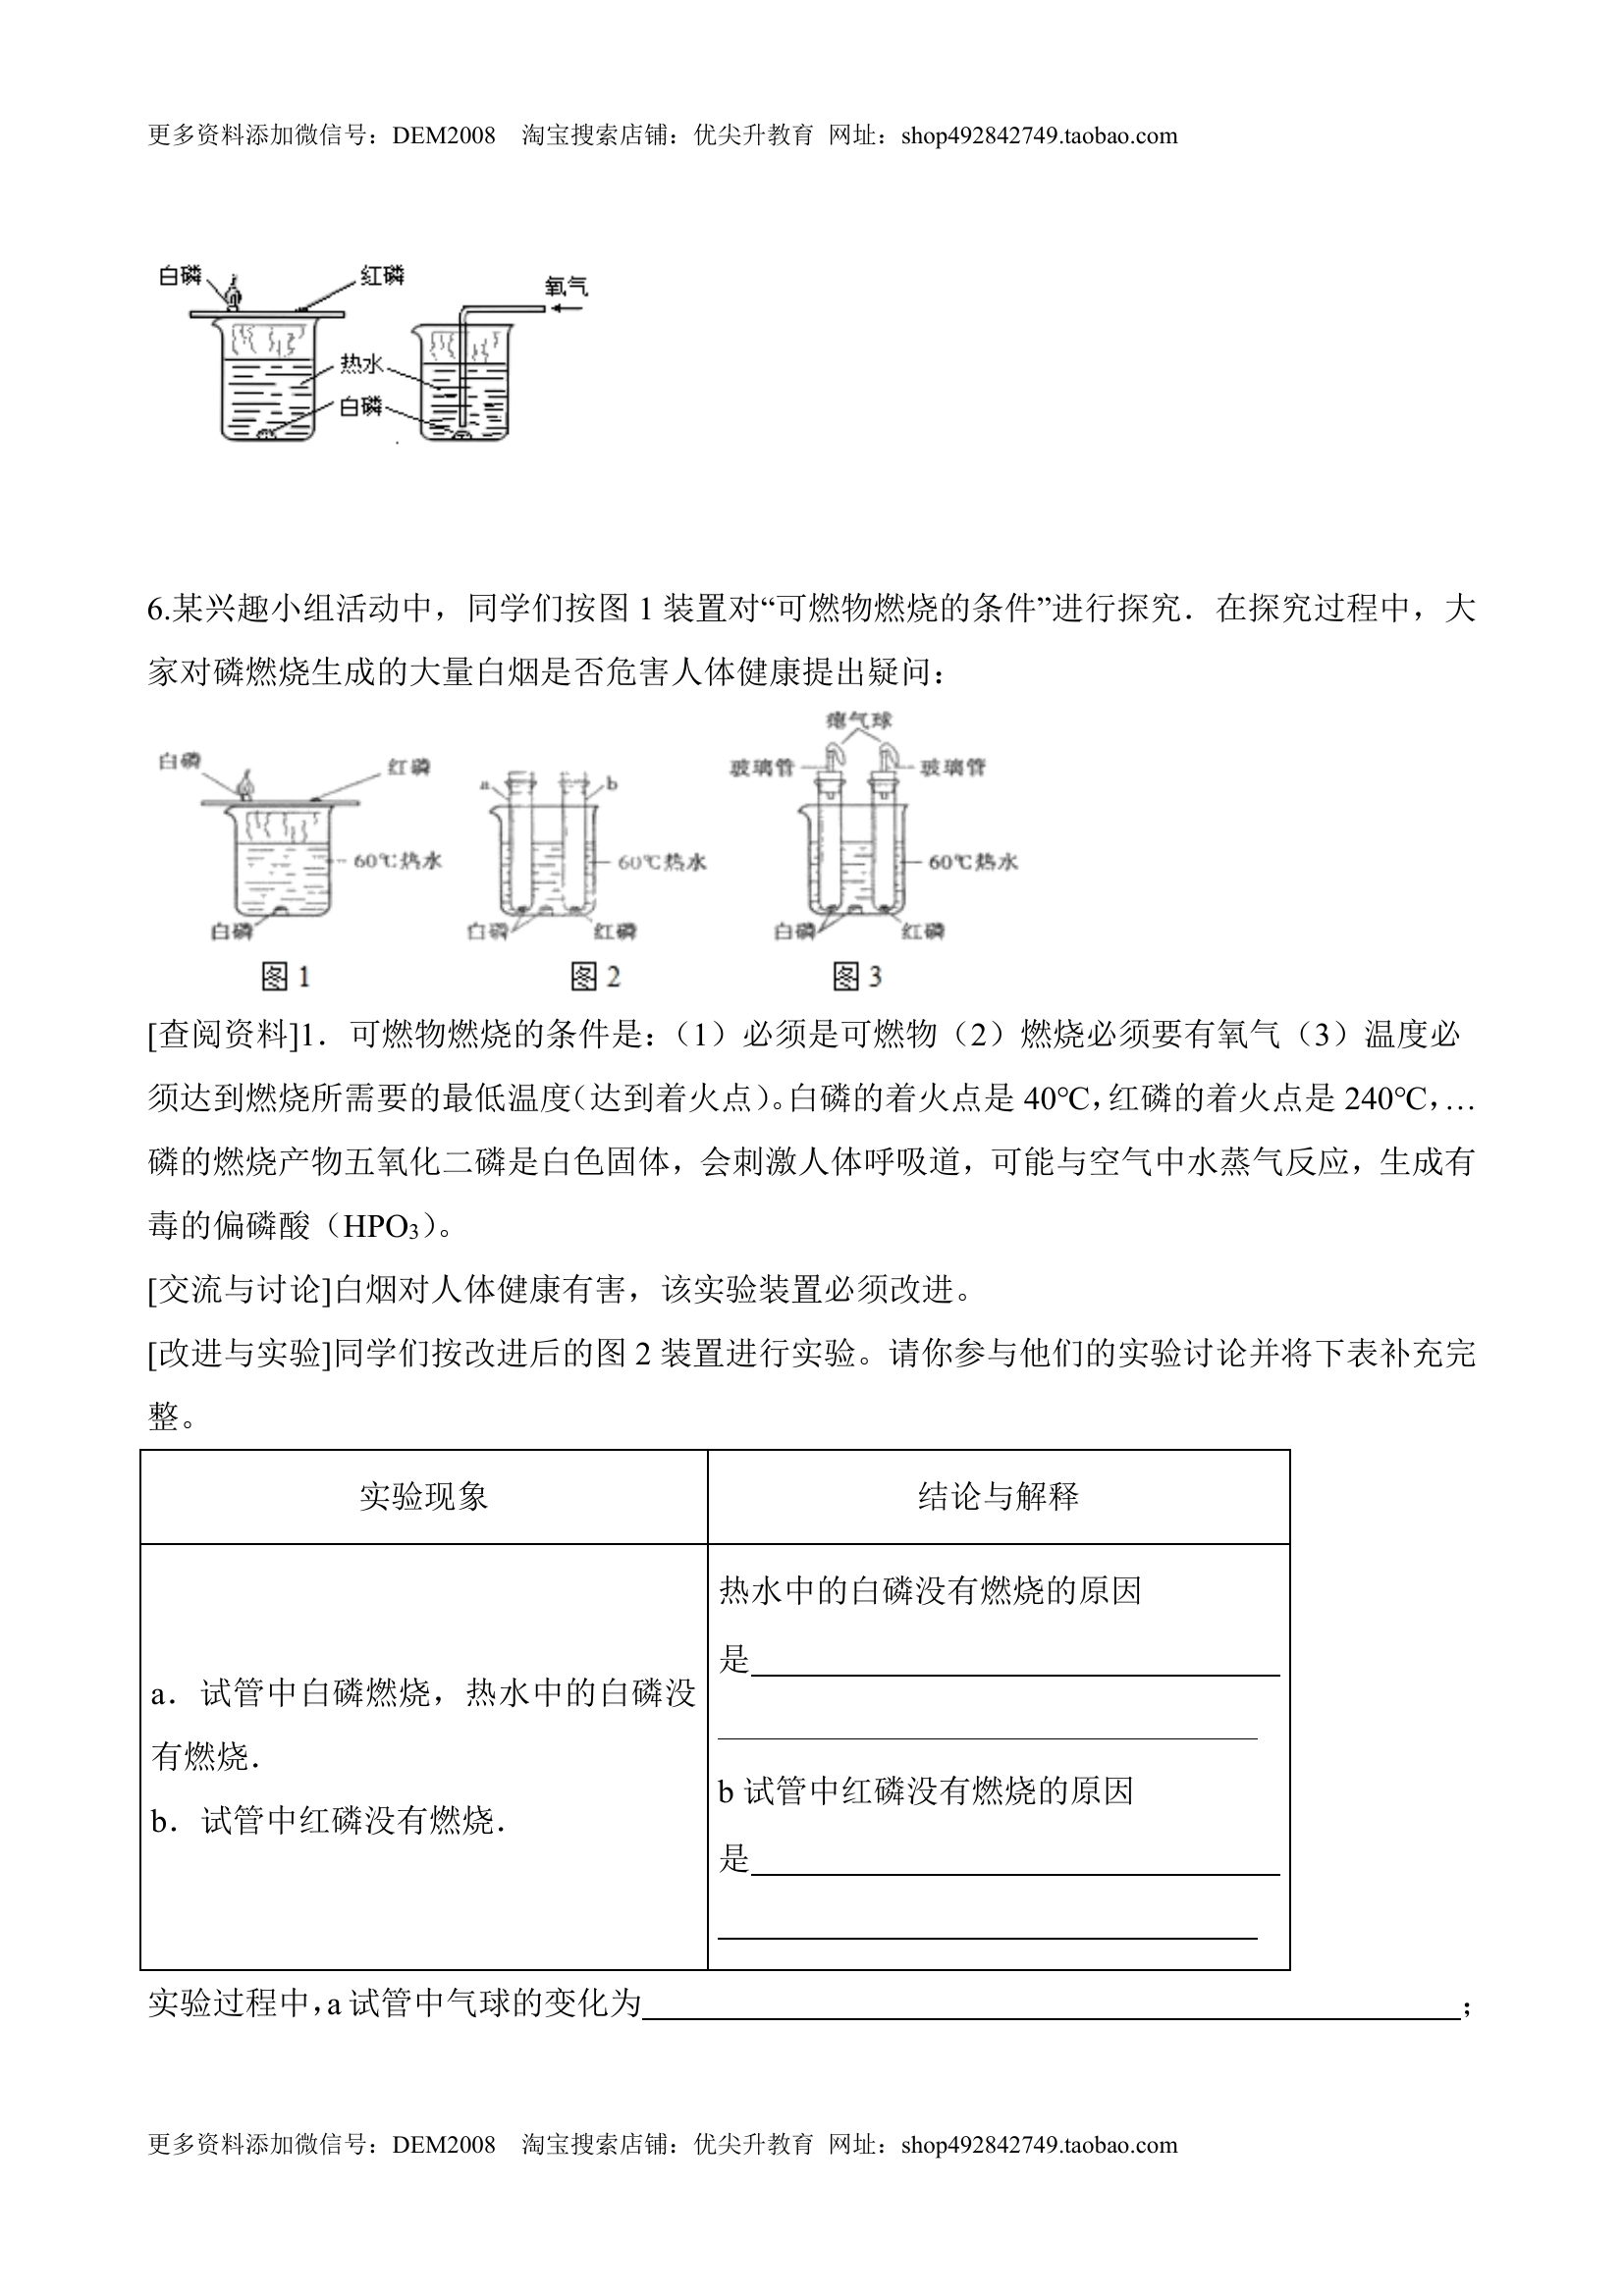 更多资料添加微信号：DEM2008 淘宝搜索店铺：优尖升教育 网址：shop492842749.taobao.com
白磷 红磷 氧气
热水
白磷
6.某兴趣小组活动中，同学们按图 1 装置对“可燃物燃烧的条件”进行探究．在探究过程中，大
家对磷燃烧生成的大量白烟是否危害人体健康提出疑问：
瘪气球
白磷 红磷 a b 玻璃管 玻璃管
60℃热水 60℃热水 60℃热水
白磷 白磷 红磷 白磷 红磷
图 1 图 2 图 3
[查阅资料]1．可燃物燃烧的条件是：（1）必须是可燃物（2）燃烧必须要有氧气（3）温度必
须达到燃烧所需要的最低温度（达到着火点）。白磷的着火点是 40℃，红磷的着火点是 240℃，…
磷的燃烧产物五氧化二磷是白色固体，会刺激人体呼吸道，可能与空气中水蒸气反应，生成有
毒的偏磷酸（HPO₃）。
[交流与讨论]白烟对人体健康有害，该实验装置必须改进。
[改进与实验]同学们按改进后的图 2 装置进行实验。请你参与他们的实验讨论并将下表补充完
整。
实验现象 结论与解释
a．试管中白磷燃烧，热水中的白磷没
有燃烧．
b．试管中红磷没有燃烧．
热水中的白磷没有燃烧的原因
是
b 试管中红磷没有燃烧的原因
是
实验过程中，a 试管中气球的变化为 ；
更多资料添加微信号：DEM2008 淘宝搜索店铺：优尖升教育 网址：shop492842749.taobao.com